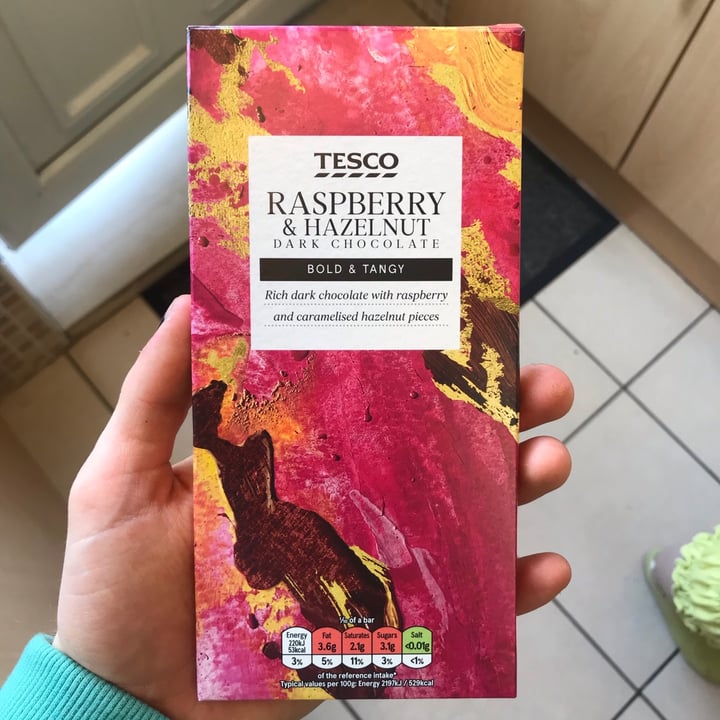 TESCO
RASPBERRY
& HAZELNUT
DARK CHOCOLATE
BOLD & TANGY
Rich dark chocolate with raspberry
and caramelised hazelnut pieces
of a bar
Energy Fat Saturates Sugars Salt
220kJ
53kcal 3.6g 2.1g 3.1g <0.01g
3% 5% 11% 3% <1%
of the reference intake*
Typical values per 100g: Energy 2197kJ / 529kcal